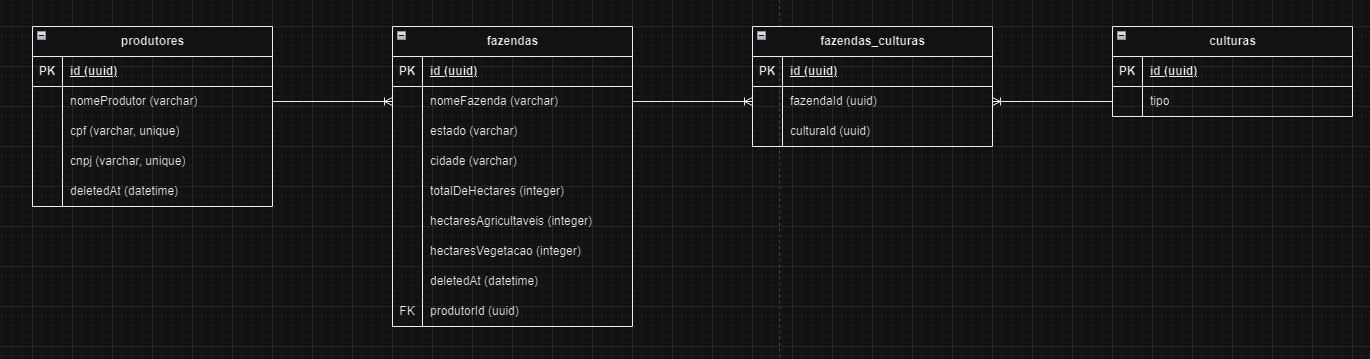 produtores
PK id (uuid)
nomeProdutor (varchar)
cpf (varchar, unique)
cnpj (varchar, unique)
deletedAt (datetime)
fazendas
PK id (uuid)
nomeFazenda (varchar)
estado (varchar)
cidade (varchar)
totalDeHectares (integer)
hectaresAgricultaveis (integer)
hectaresVegetacao (integer)
deletedAt (datetime)
FK produtorId (uuid)
fazendas_culturas
PK id (uuid)
fazendaId (uuid)
culturaId (uuid)
culturas
PK id (uuid)
tipo